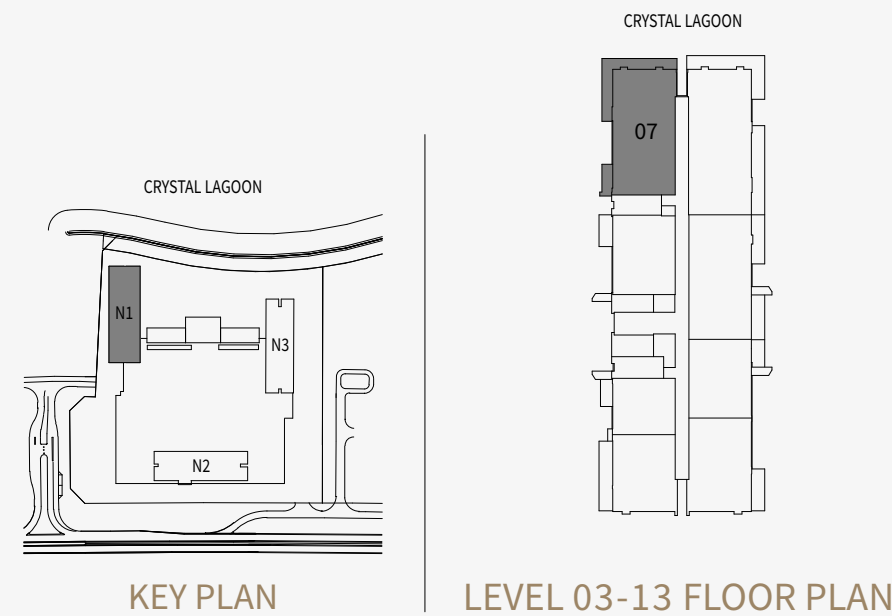 CRYSTAL LAGOON
N1
N3
N2
KEY PLAN
CRYSTAL LAGOON
07
LEVEL 03-13 FLOOR PLAN